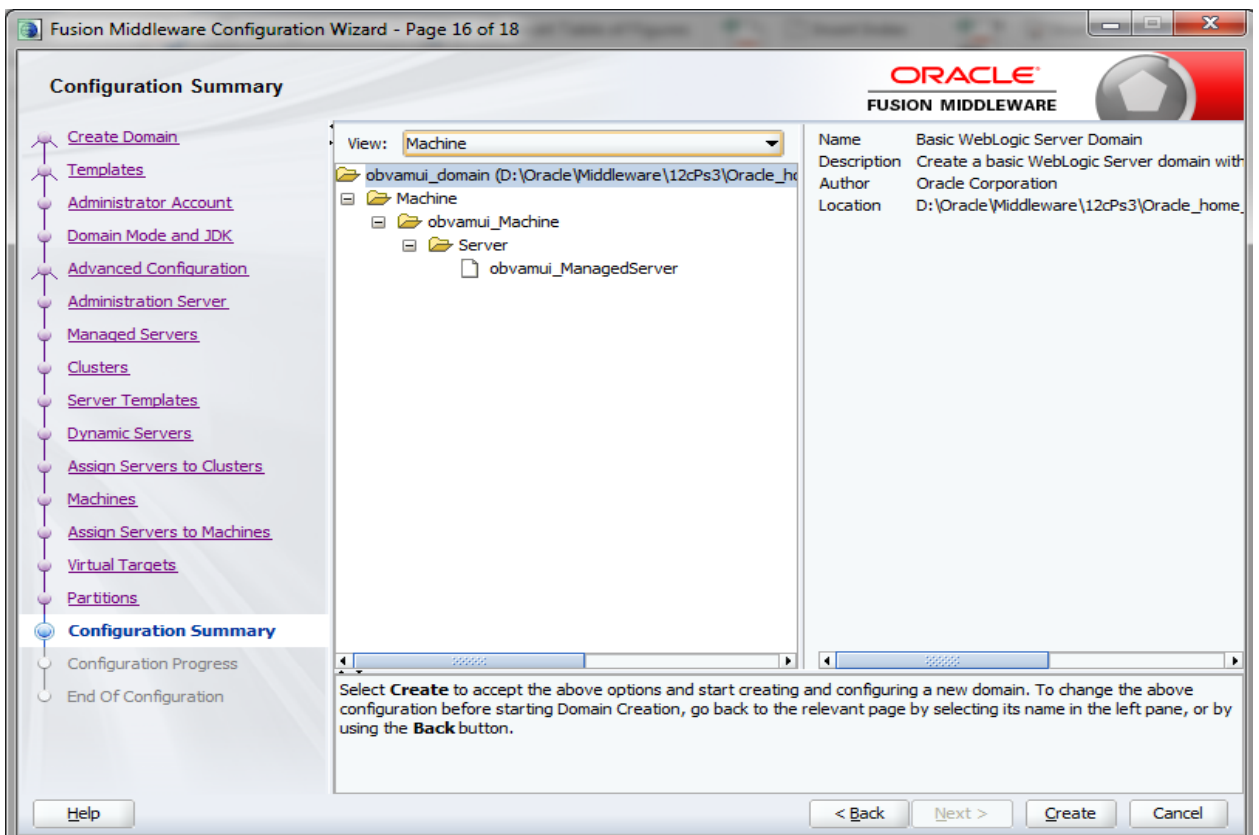 Fusion Middleware Configuration Wizard - Page 16 of 18
Configuration Summary
ORACLE
FUSION MIDDLEWARE
Create Domain
Templates
Administrator Account
Domain Mode and JDK
Advanced Configuration
Administration Server
Managed Servers
Clusters
Server Templates
Dynamic Servers
Assign Servers to Clusters
Machines
Assign Servers to Machines
Virtual Targets
Partitions
Configuration Summary
Configuration Progress
End Of Configuration
View: Machine
obvamui_domain (D:\Oracle\Middleware\12cPs3\Oracle_ho
Machine
obvamui_Machine
Server
obvamui_ManagedServer
Name Basic WebLogic Server Domain
Description Create a basic WebLogic Server domain with
Author Oracle Corporation
Location D:\Oracle\Middleware\12cPs3\Oracle_home_
Select Create to accept the above options and start creating and configuring a new domain. To change the above
configuration before starting Domain Creation, go back to the relevant page by selecting its name in the left pane, or by
using the Back button.
Help
< Back Next > Create Cancel